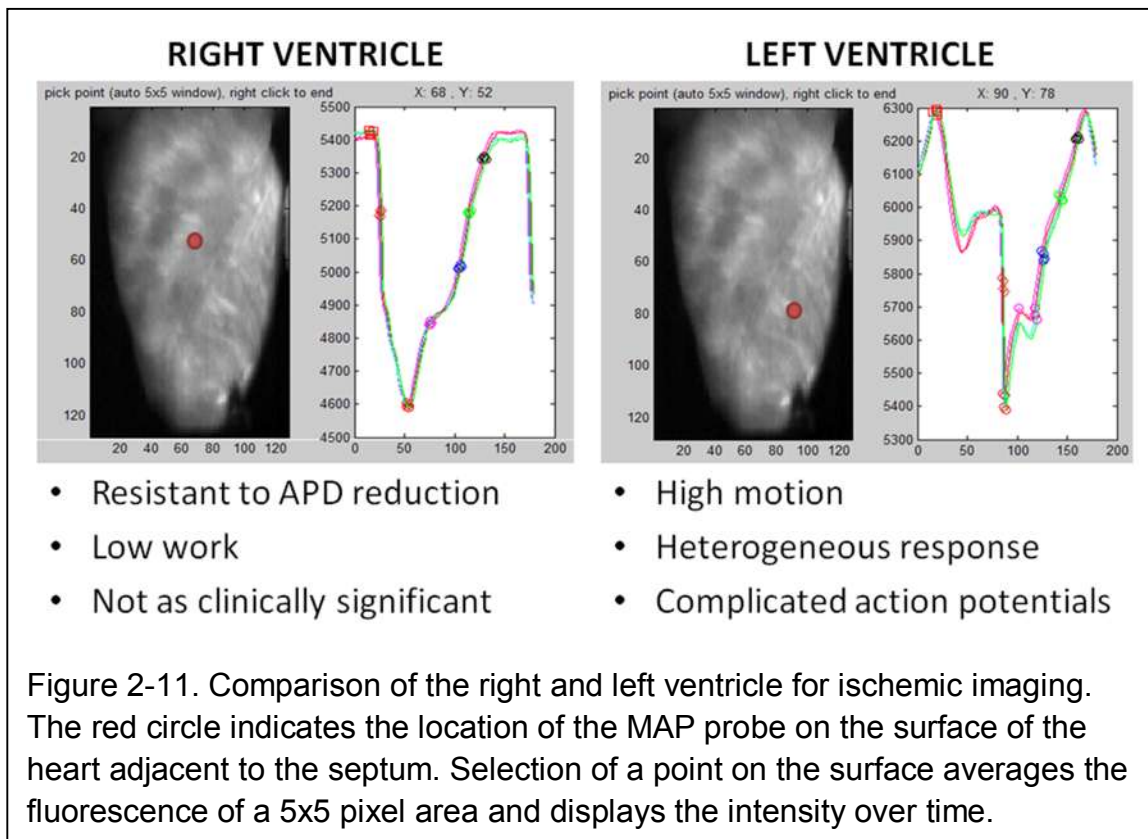 RIGHT VENTRICLE
pick point (auto 5x5 window), right click to end
X: 68 , Y: 52
20
40
60
80
100
120
20 40 60 80 100 120
5500
5400
5300
5200
5100
5000
4900
4800
4700
4600
4500
0 50 100 150 200
• Resistant to APD reduction
• Low work
• Not as clinically significant
LEFT VENTRICLE
pick point (auto 5x5 window), right click to end
X: 90 , Y: 78
20
40
60
80
100
120
20 40 60 80 100 120
6300
6200
6100
6000
5900
5800
5700
5600
5500
5400
5300
0 50 100 150 200
• High motion
• Heterogeneous response
• Complicated action potentials
Figure 2-11. Comparison of the right and left ventricle for ischemic imaging.
The red circle indicates the location of the MAP probe on the surface of the
heart adjacent to the septum. Selection of a point on the surface averages the
fluorescence of a 5x5 pixel area and displays the intensity over time.